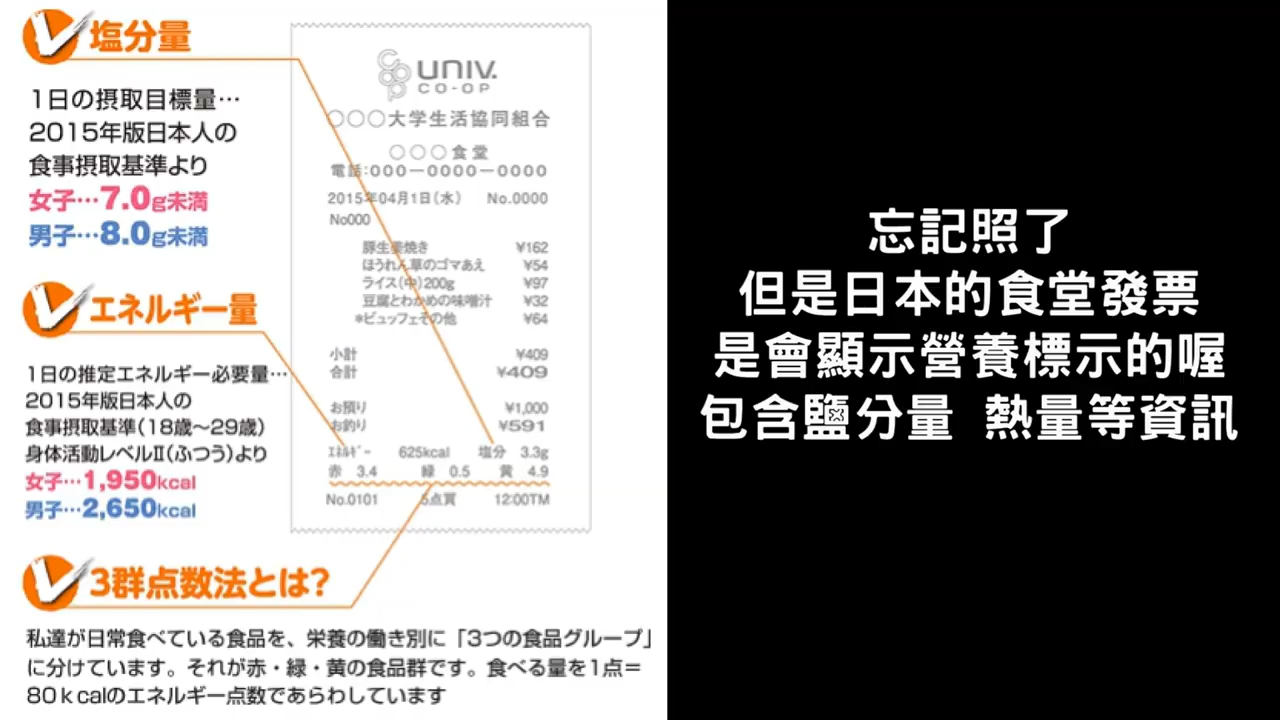 塩分量
1日の摂取目標量…
2015年版日本人の
食事摂取基準より
女子…7.0g未満
男子…8.0g未満
エネルギー量
1日の推定エネルギー必要量…
2015年版日本人の
食事摂取基準(18歳〜29歳)
身体活動レベルⅡ(ふつう)より
女子…1,950kcal
男子…2,650kcal
3群点数法とは?
私達が日常食べている食品を、栄養の働き別に「3つの食品グループ」
に分けています。それが赤・緑・黄の食品群です。食べる量を1点＝
80kcalのエネルギー点数であらわしています
coop UNIV.
CO-OP
○○○大学生活協同組合
○○○食堂
電話:000－0000－0000
2015年04月1日(水) No.0000
No000
豚生姜焼き ¥162
ほうれん草のゴマあえ ¥54
ライス(中)200g ¥97
豆腐とわかめの味噌汁 ¥32
*ビュッフェその他 ¥64
小計 ¥409
合計 ¥409
お預り ¥1,000
お釣り ¥591
ｴﾈﾙｷﾞｰ 625kcal 塩分 3.3g
赤 3.4 緑 0.5 黄 4.9
No.0101 5点買 12:00TM
忘記照了
但是日本的食堂發票
是會顯示營養標示的喔
包含鹽分量 熱量等資訊